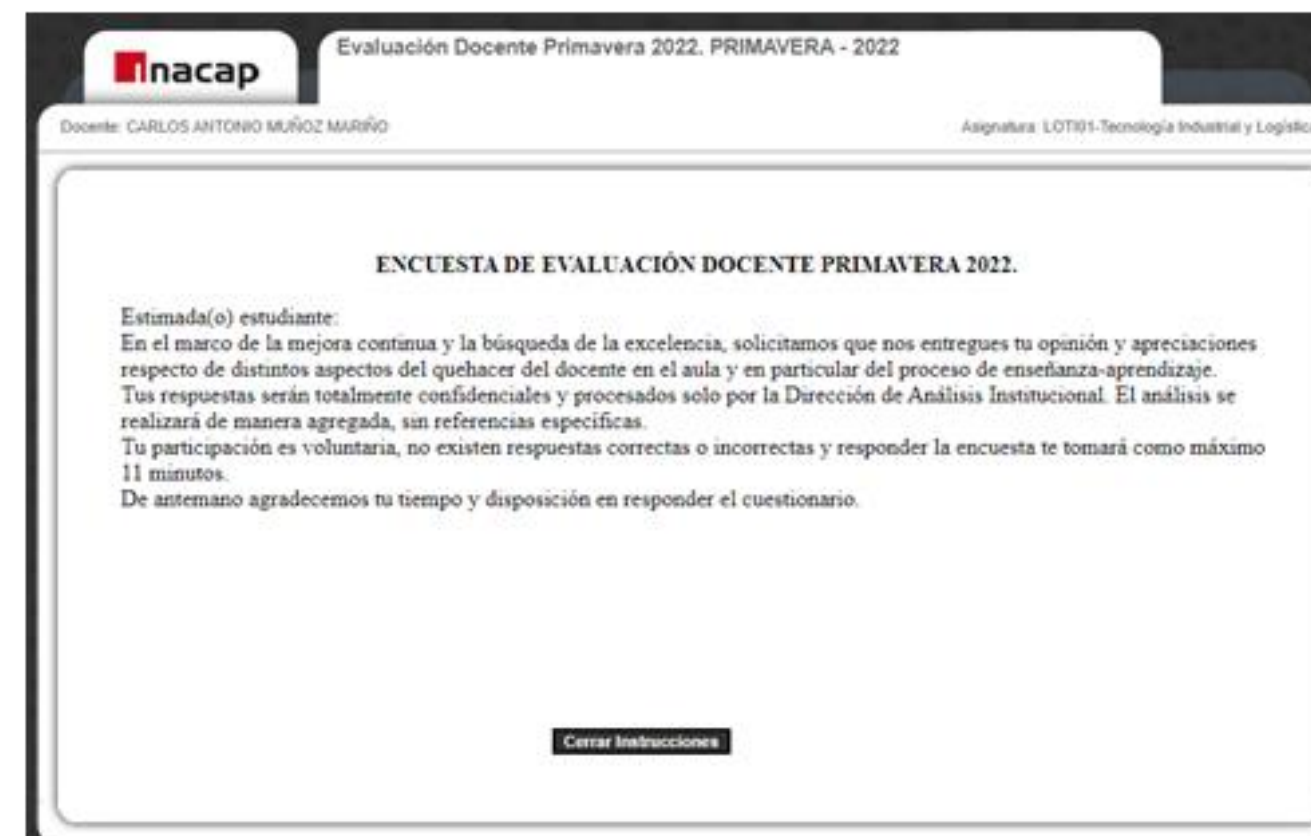 inacap
Evaluación Docente Primavera 2022. PRIMAVERA - 2022
Docente: CARLOS ANTONIO MUÑOZ MARIÑO
Asignatura: LOTI01-Tecnología Industrial y Logístic
ENCUESTA DE EVALUACIÓN DOCENTE PRIMAVERA 2022.
Estimada(o) estudiante:
En el marco de la mejora continua y la búsqueda de la excelencia, solicitamos que nos entregues tu opinión y apreciaciones
respecto de distintos aspectos del quehacer del docente en el aula y en particular del proceso de enseñanza-aprendizaje.
Tus respuestas serán totalmente confidenciales y procesados solo por la Dirección de Análisis Institucional. El análisis se
realizará de manera agregada, sin referencias específicas.
Tu participación es voluntaria, no existen respuestas correctas o incorrectas y responder la encuesta te tomará como máximo
11 minutos.
De antemano agradecemos tu tiempo y disposición en responder el cuestionario.
Cerrar Instrucciones